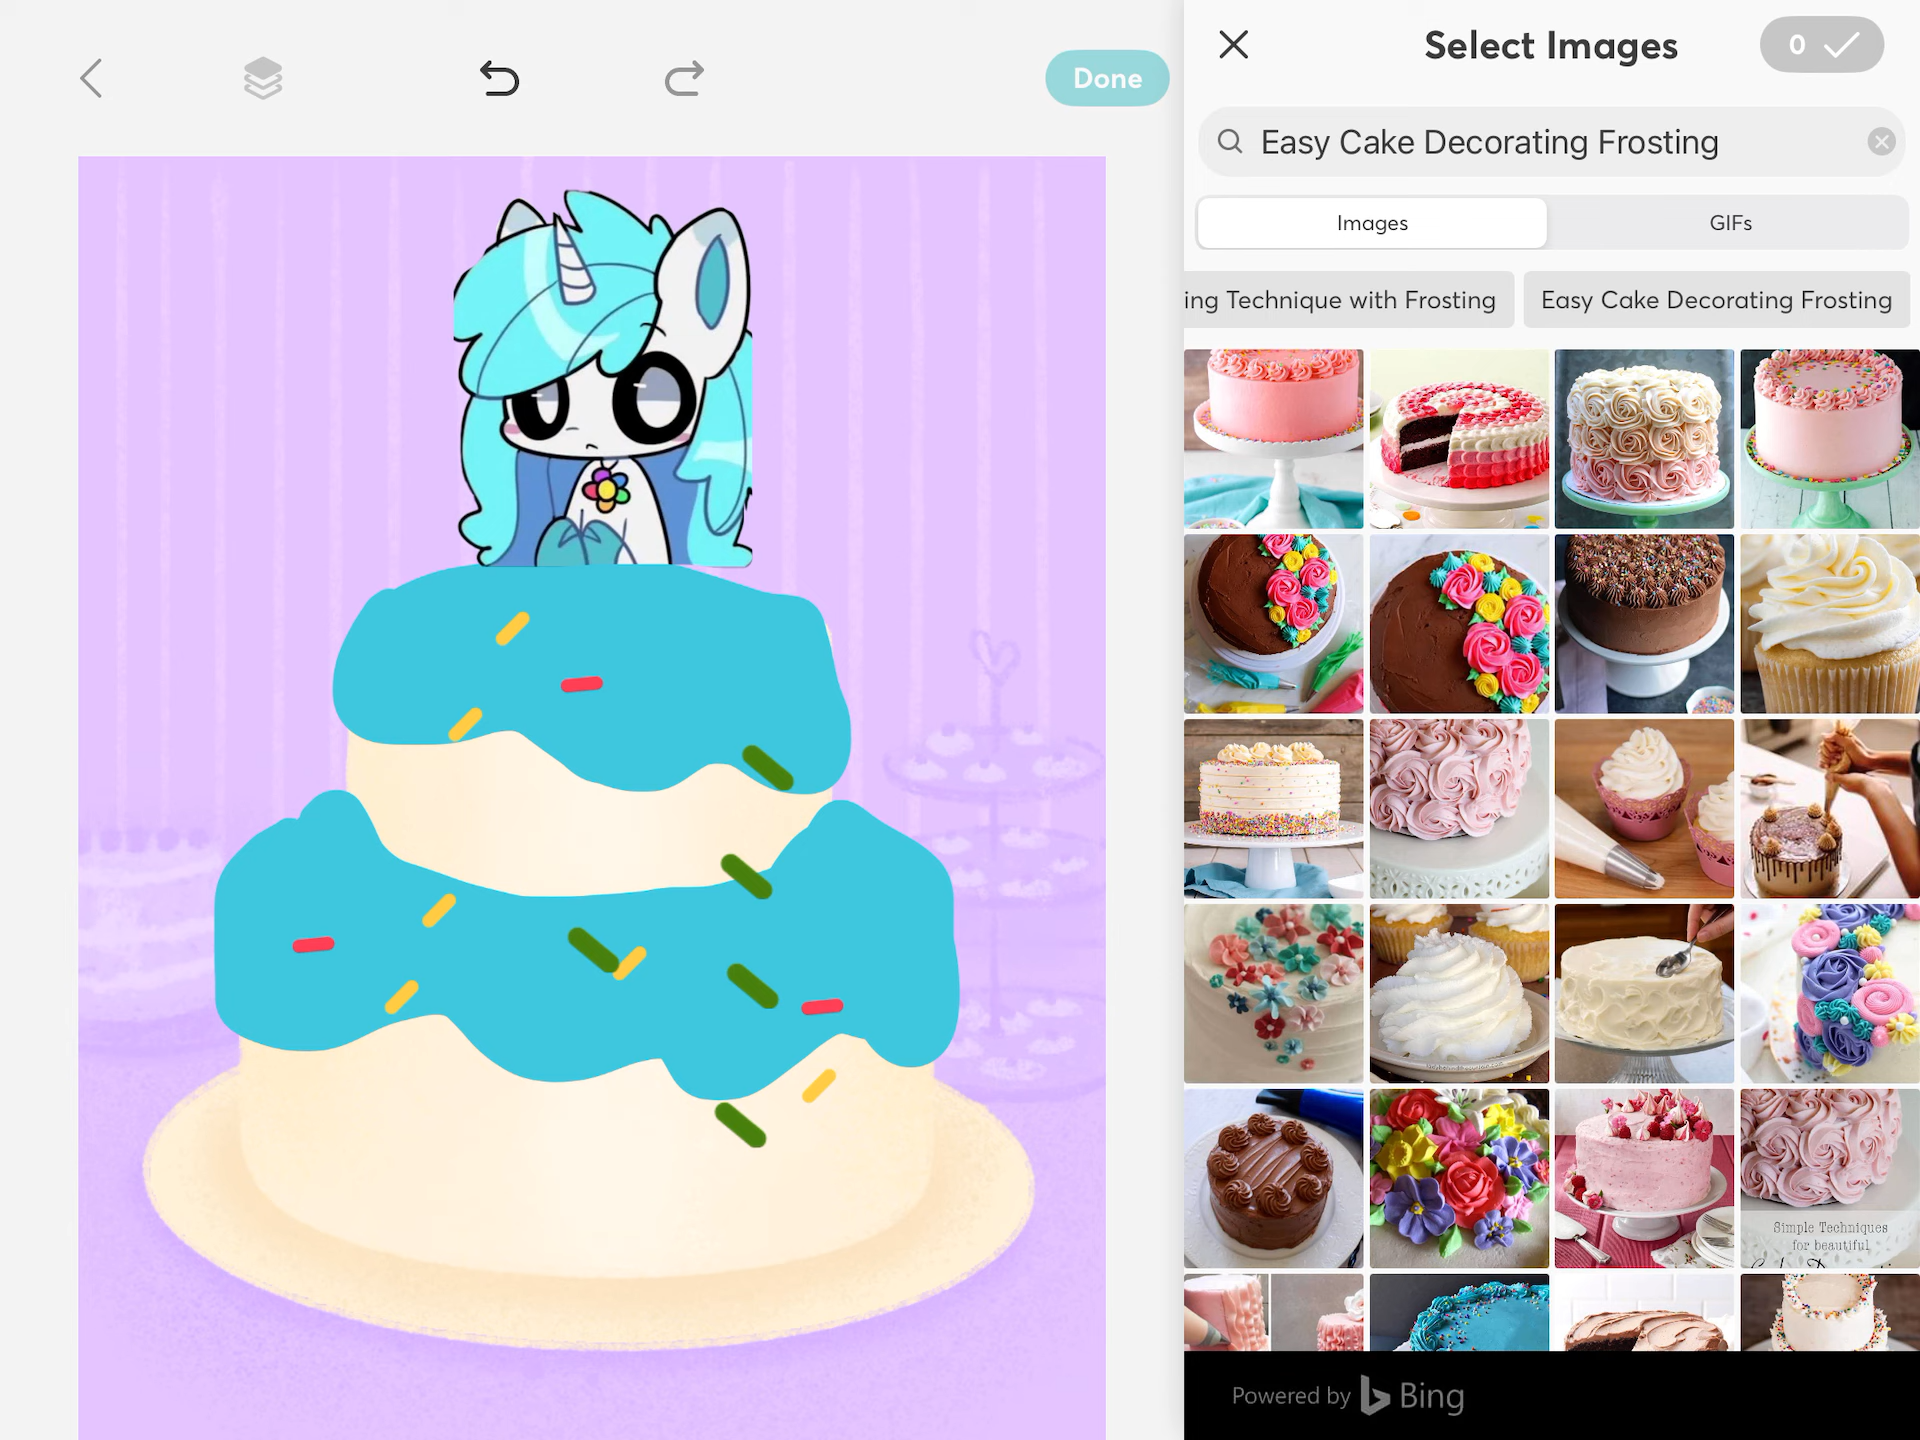 Done
Select Images
0
Easy Cake Decorating Frosting
Images
GIFs
ing Technique with Frosting
Easy Cake Decorating Frosting
Simple Techniques
for beautiful
Powered by Bing